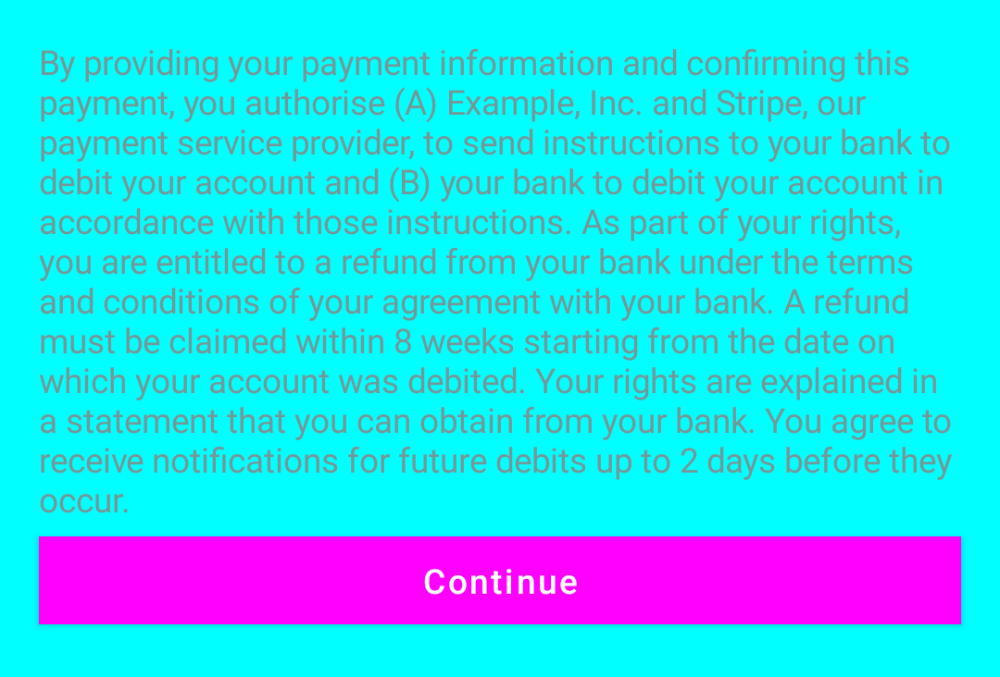 By providing your payment information and confirming this
payment, you authorise (A) Example, Inc. and Stripe, our
payment service provider, to send instructions to your bank to
debit your account and (B) your bank to debit your account in
accordance with those instructions. As part of your rights,
you are entitled to a refund from your bank under the terms
and conditions of your agreement with your bank. A refund
must be claimed within 8 weeks starting from the date on
which your account was debited. Your rights are explained in
a statement that you can obtain from your bank. You agree to
receive notifications for future debits up to 2 days before they
occur.
Continue